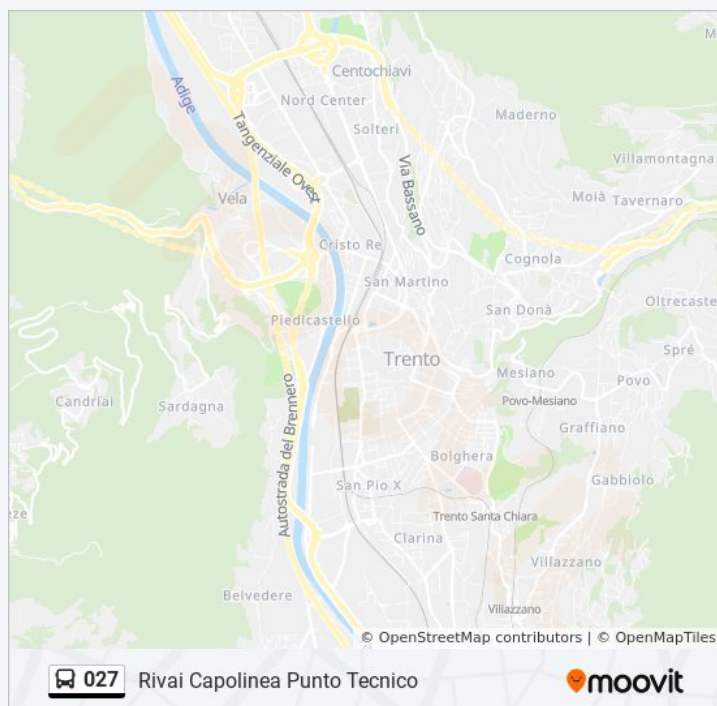 Centochiavi
Adige
Nord Center
Maderno
M
Solteri
Tangenziale Ovest
Via Bassano
Villamontagna
Vela
Moià
Tavernaro
Cristo Re
Cognola
San Martino
Oltrecaste
San Donà
Piedicastello
Trento
Spré
Mesiano
Povo
Candrial
Sardagna
Povo-Mesiano
Graffiano
Autostrada del Brennero
Bolghera
Gabbiolo
eze
San Pio X
Trento Santa Chiara
Clarina
Villazzano
Belvedere
Villazzano
© OpenStreetMap contributors | © OpenMapTiles
027 Rivai Capolinea Punto Tecnico
moovit